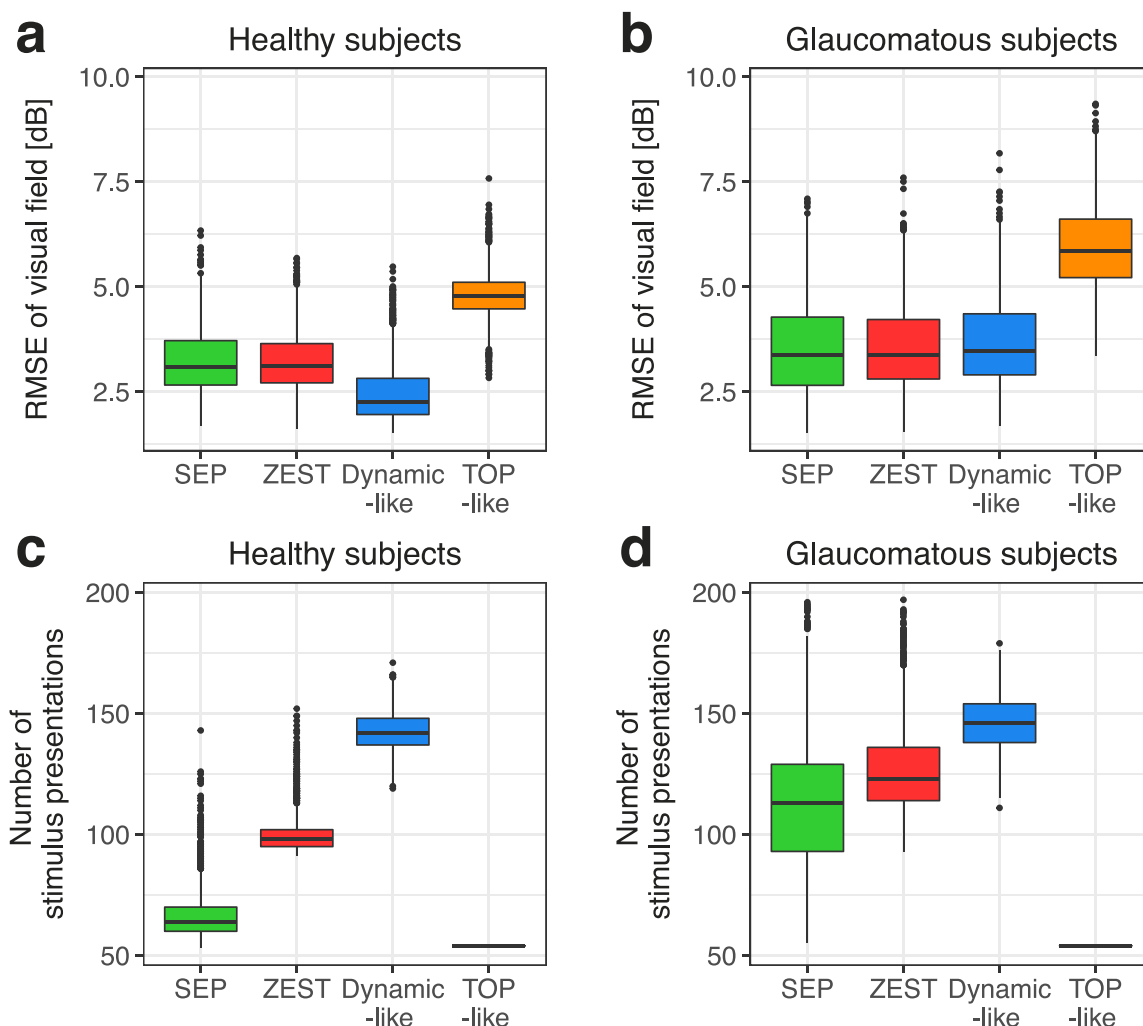 a
Healthy subjects
RMSE of visual field [dB]
10.0
7.5
5.0
2.5
SEP
ZEST
Dynamic
-like
TOP
-like
b
Glaucomatous subjects
RMSE of visual field [dB]
10.0
7.5
5.0
2.5
SEP
ZEST
Dynamic
-like
TOP
-like
c
Healthy subjects
Number of
stimulus presentations
200
150
100
50
SEP
ZEST
Dynamic
-like
TOP
-like
d
Glaucomatous subjects
Number of
stimulus presentations
200
150
100
50
SEP
ZEST
Dynamic
-like
TOP
-like